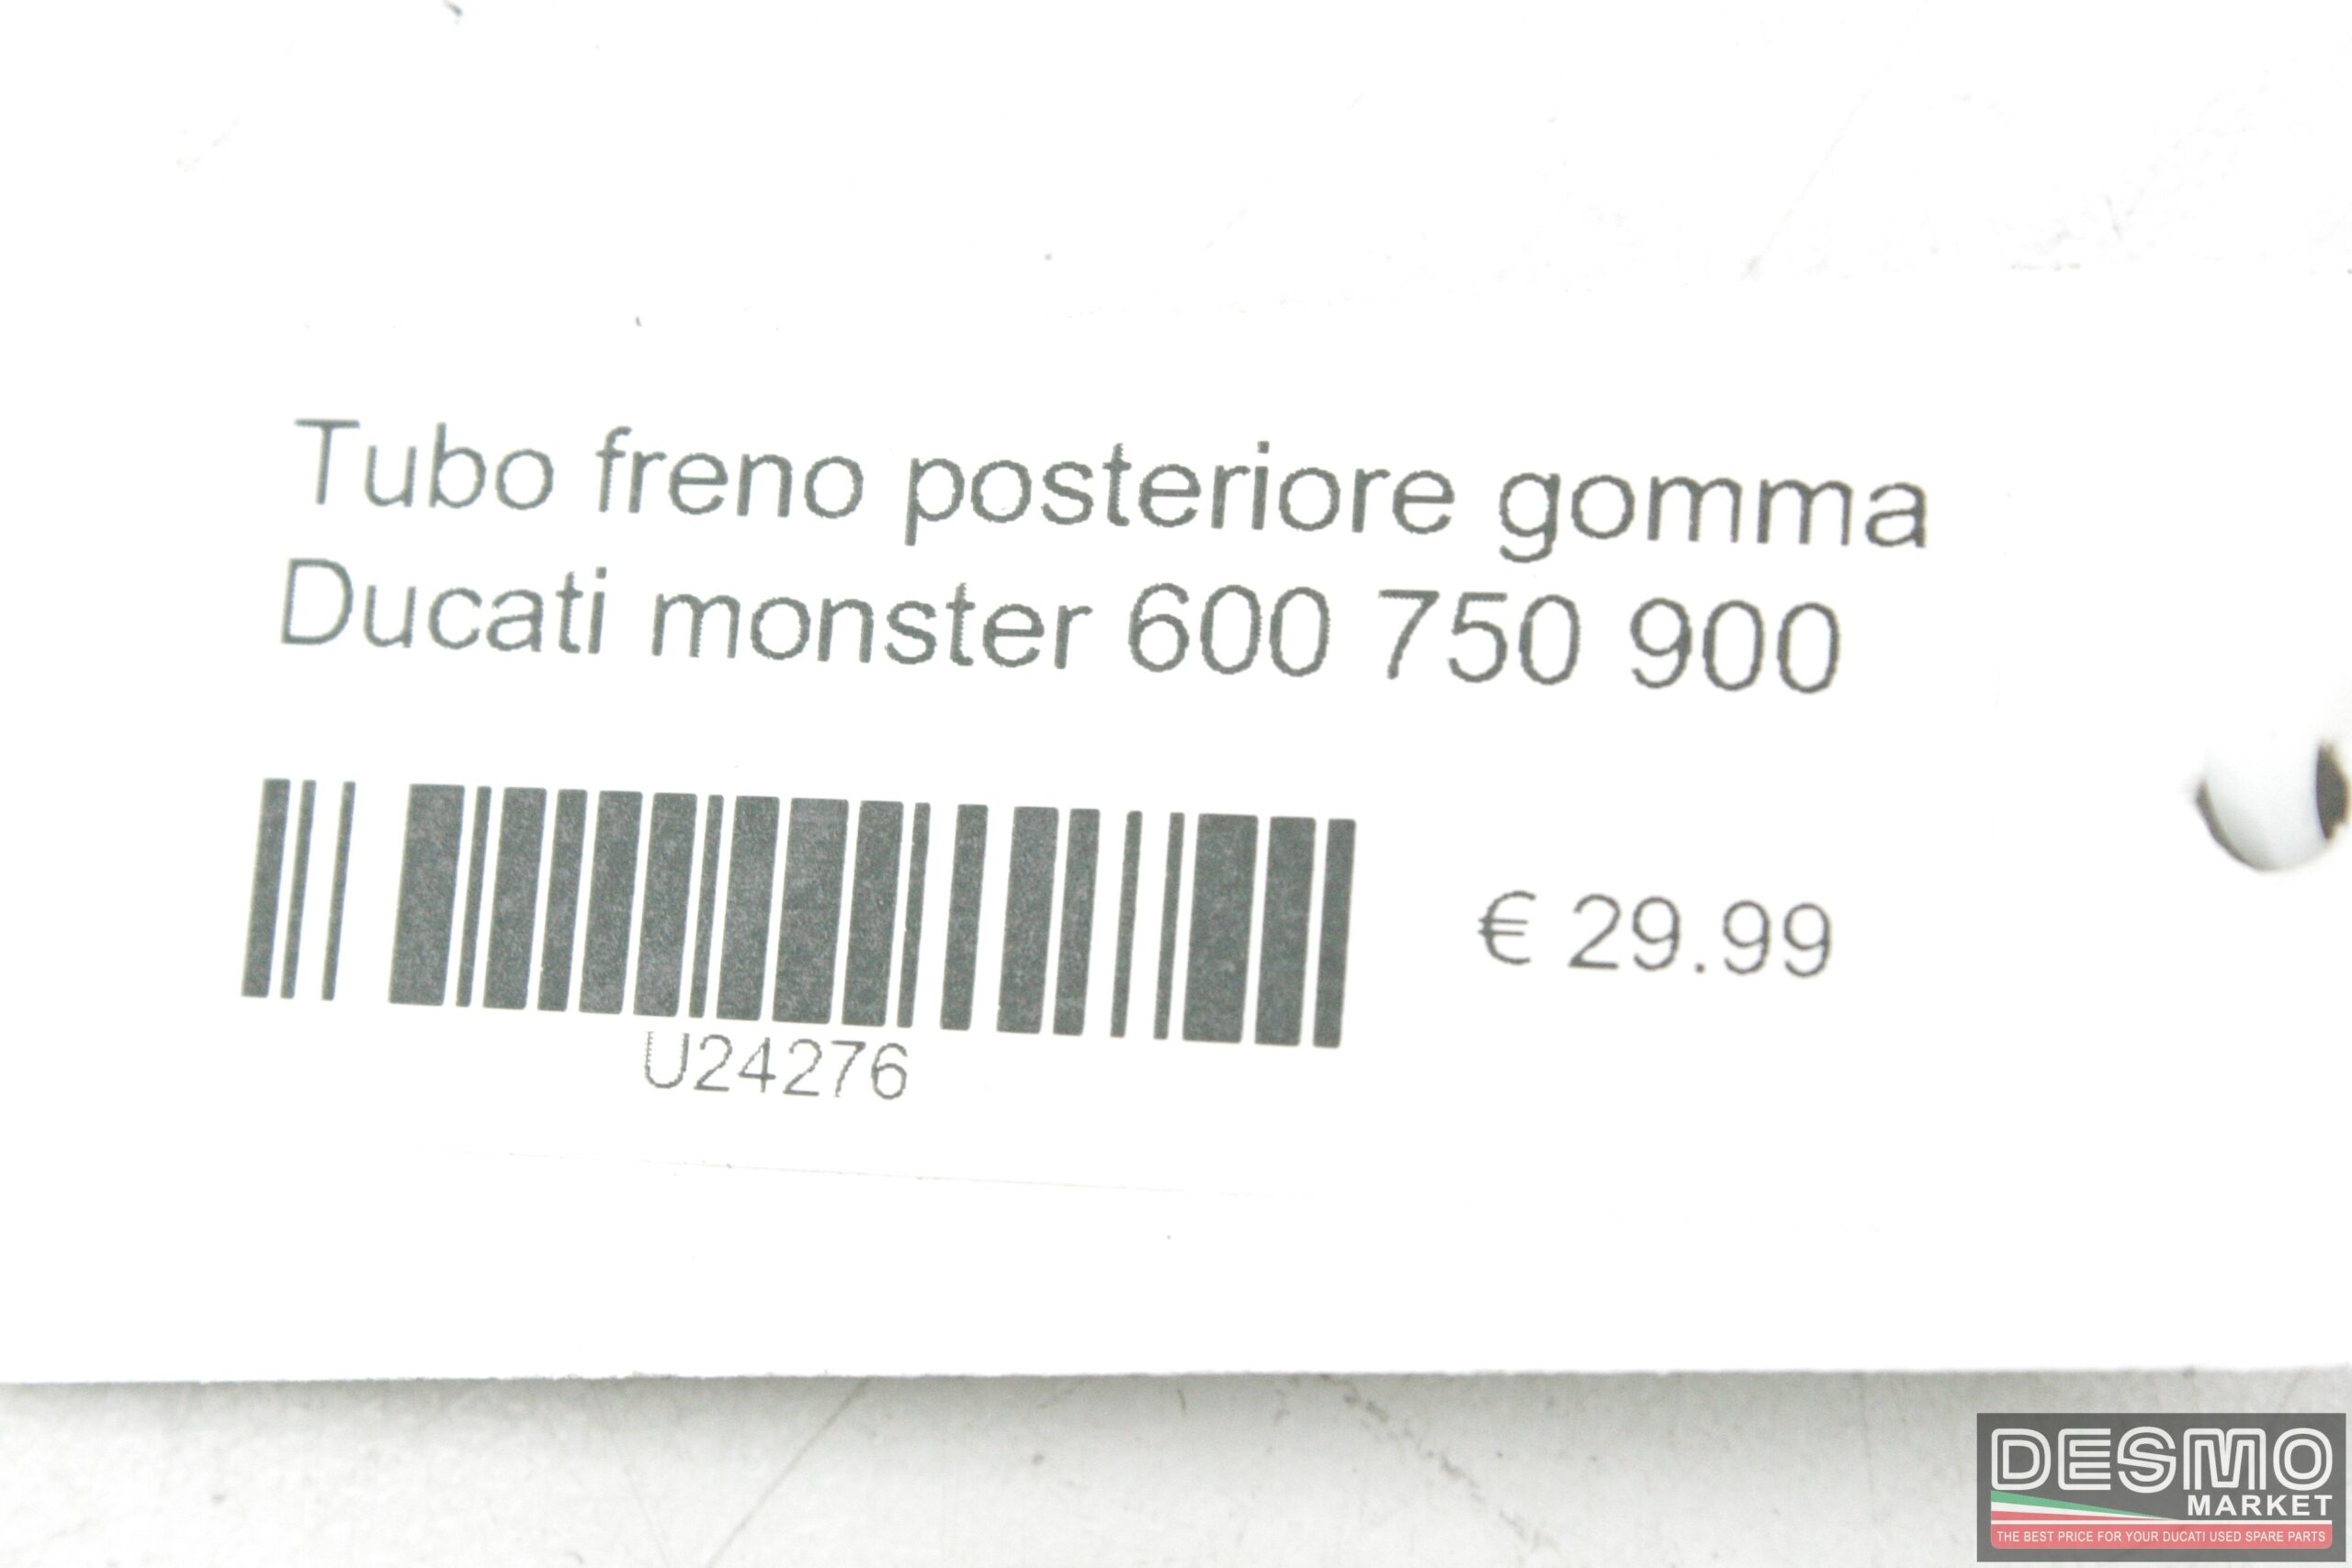 Tubo freno posteriore gomma
Ducati monster 600 750 900
€ 29.99
U24276
DESMO
MARKET
THE BEST PRICE FOR YOUR DUCATI USED SPARE PARTS